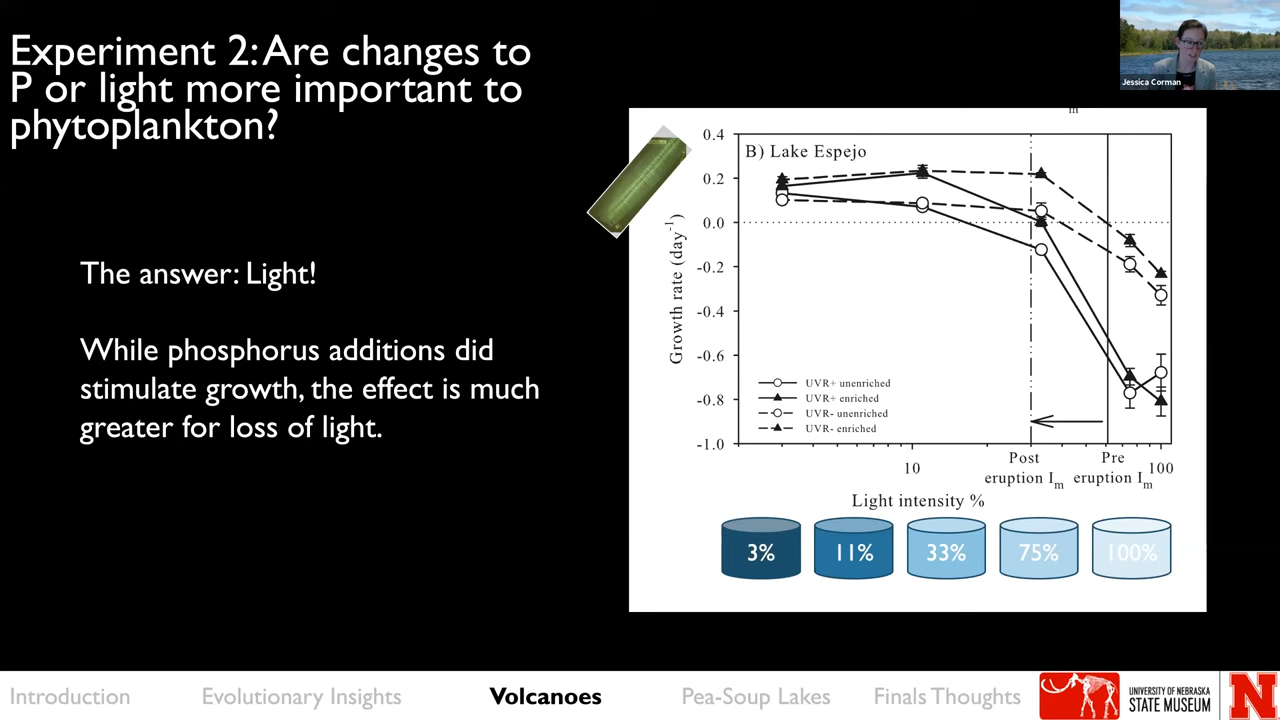 Experiment 2: Are changes to
P or light more important to
phytoplankton?
Jessica Corman
The answer: Light!
While phosphorus additions did
stimulate growth, the effect is much
greater for loss of light.
m
B) Lake Espejo
Growth rate (day-1)
0.4
0.2
0.0
-0.2
-0.4
-0.6
-0.8
-1.0
UVR+ unenriched
UVR+ enriched
UVR- unenriched
UVR- enriched
10
Post
eruption Im
Pre
eruption Im
100
Light intensity %
3%
11%
33%
75%
100%
Introduction
Evolutionary Insights
Volcanoes
Pea-Soup Lakes
Finals Thoughts
UNIVERSITY OF NEBRASKA
STATE MUSEUM
N